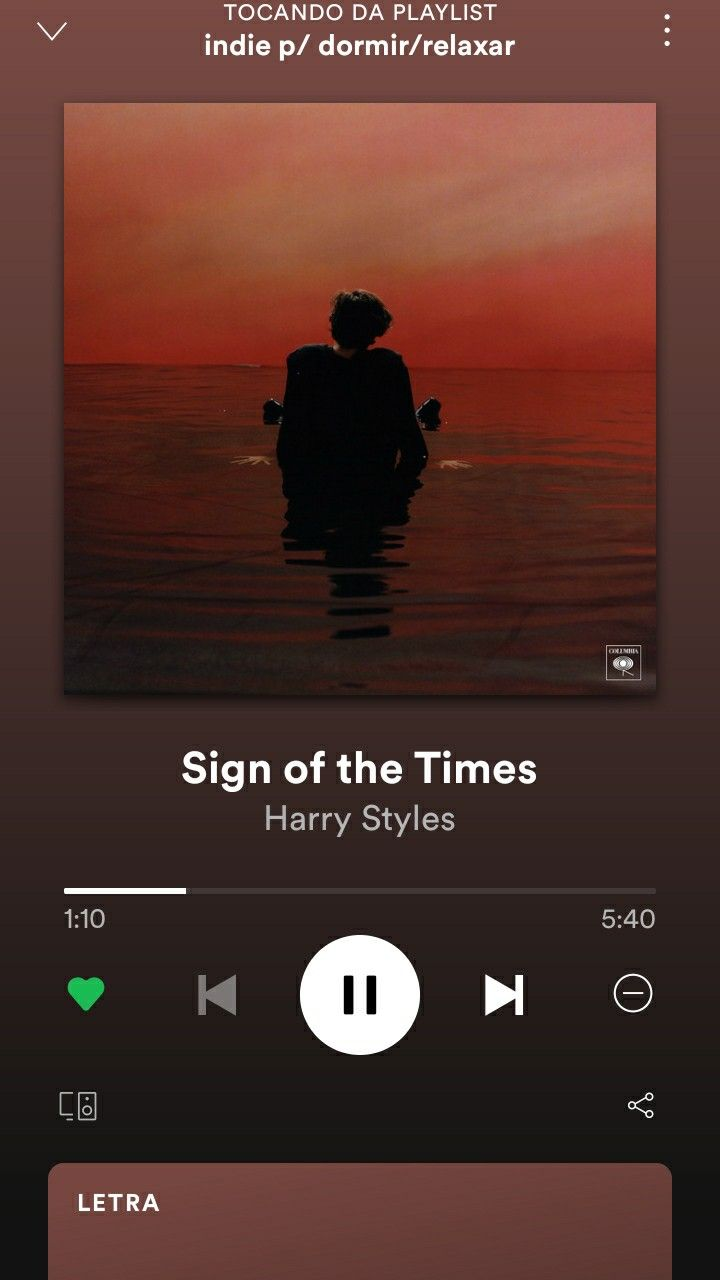 TOCANDO DA PLAYLIST
indie p/ dormir/relaxar
COLUMBIA
Sign of the Times
Harry Styles
1:10
5:40
LETRA